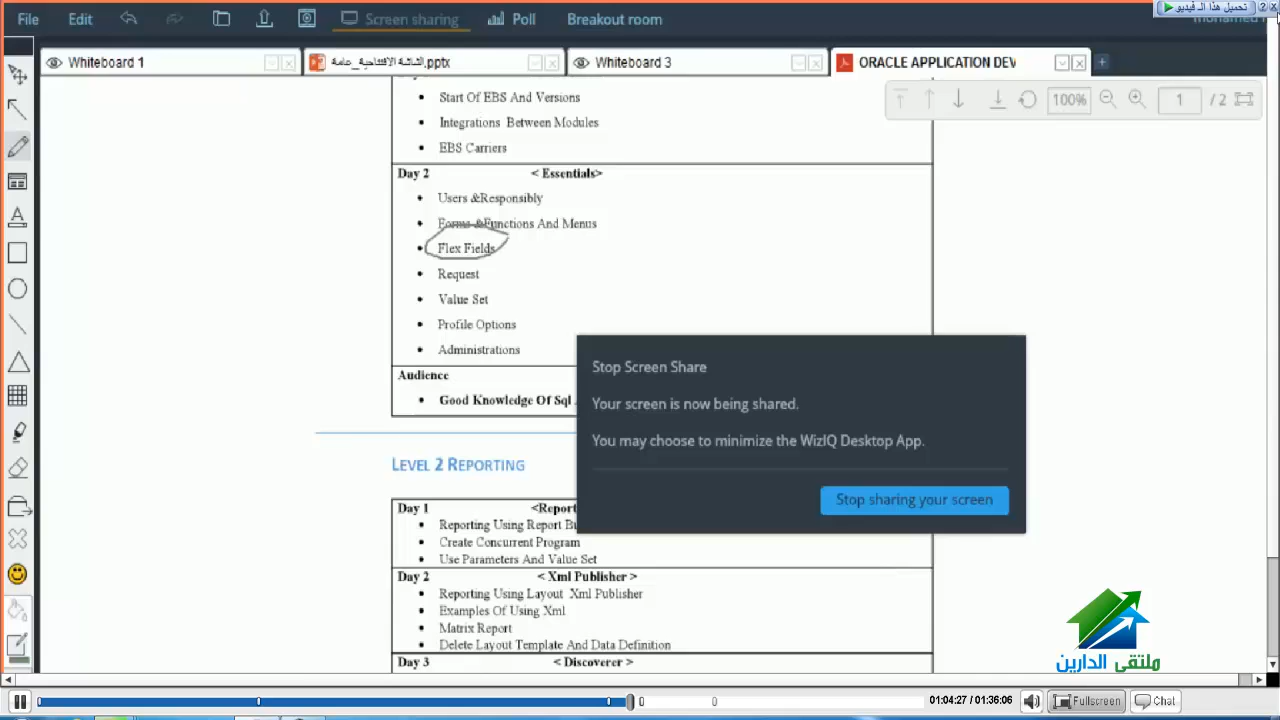 تحميل هذا الـ فيديو
File Edit Screen sharing Poll Breakout room
Whiteboard 1
الشاشة الافتتاحية_عامة.pptx
Whiteboard 3
ORACLE APPLICATION DEV
100% 1 / 2
Start Of EBS And Versions
Integrations Between Modules
EBS Carriers
Day 2 < Essentials>
Users &Responsibly
Forms &Functions And Menus
Flex Fields
Request
Value Set
Profile Options
Administrations
Audience
Good Knowledge Of Sql
Stop Screen Share
Your screen is now being shared.
You may choose to minimize the WizIQ Desktop App.
Stop sharing your screen
LEVEL 2 REPORTING
Day 1 <Report
Reporting Using Report Bu
Create Concurrent Program
Use Parameters And Value Set
Day 2 < Xml Publisher >
Reporting Using Layout Xml Publisher
Examples Of Using Xml
Matrix Report
Delete Layout Template And Data Definition
Day 3 < Discoverer >
ملتقى الدارين
0 0 01:04:27 / 01:36:06 Fullscreen Chat